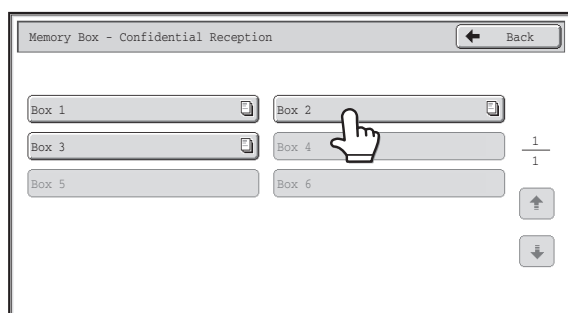 Memory Box - Confidential Reception
Back
Box 1
Box 2
Box 3
Box 4
1
1
Box 5
Box 6